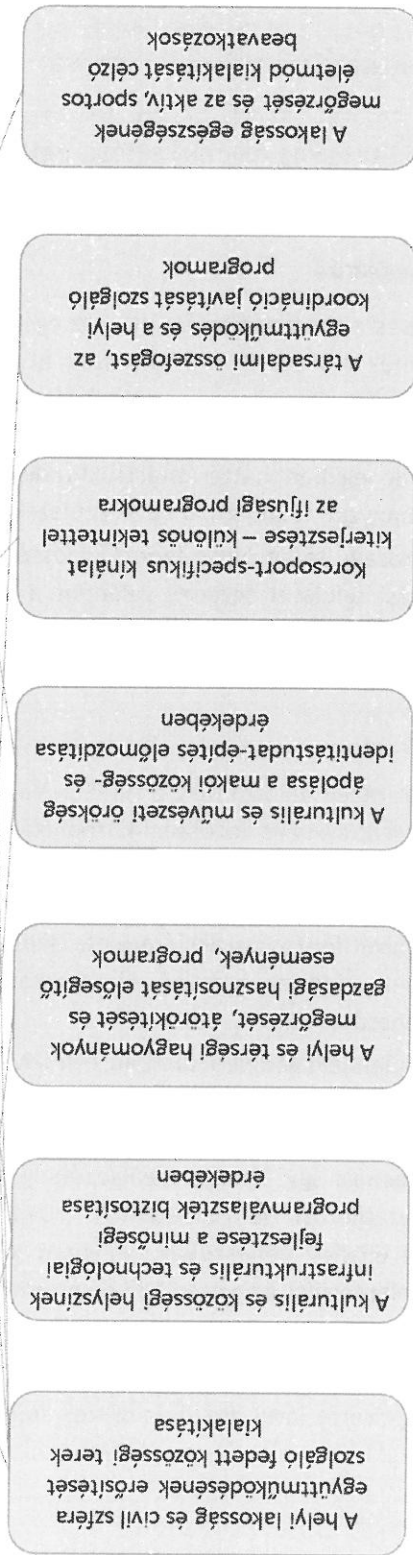 A helyi lakosság és civil szféra
együttműködésének erősítését
szolgáló fedett közösségi terek
kialakítása
A kulturális és közösségi helyszínek
infrastrukturális és technológiai
fejlesztése a minőségi
programválaszték biztosítása
érdekében
A helyi és térségi hagyományok
megőrzését, átörökítését és
gazdasági hasznosítását elősegítő
események, programok
A kulturális és művészeti örökség
ápolása a makói közösség- és
identitástudat-építés előmozdítása
érdekében
Korcsoport-specifikus kínálat
kiterjesztése – különös tekintettel
az ifjúsági programokra
A társadalmi összefogást, az
együttműködés és a helyi
koordináció javítását szolgáló
programok
A lakosság egészségének
megőrzését és az aktív, sportos
életmód kialakítását célzó
beavatkozások